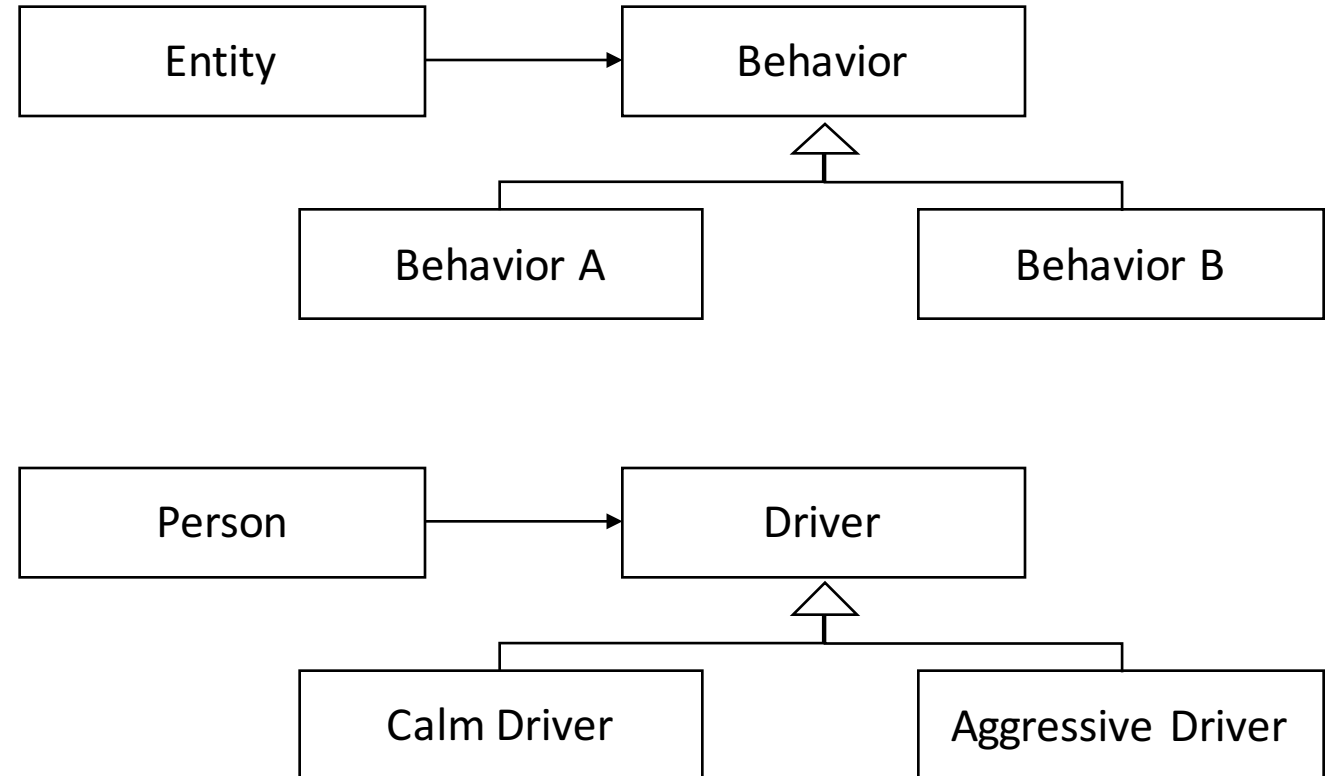 Entity
Behavior
Behavior A
Behavior B
Person
Driver
Calm Driver
Aggressive Driver